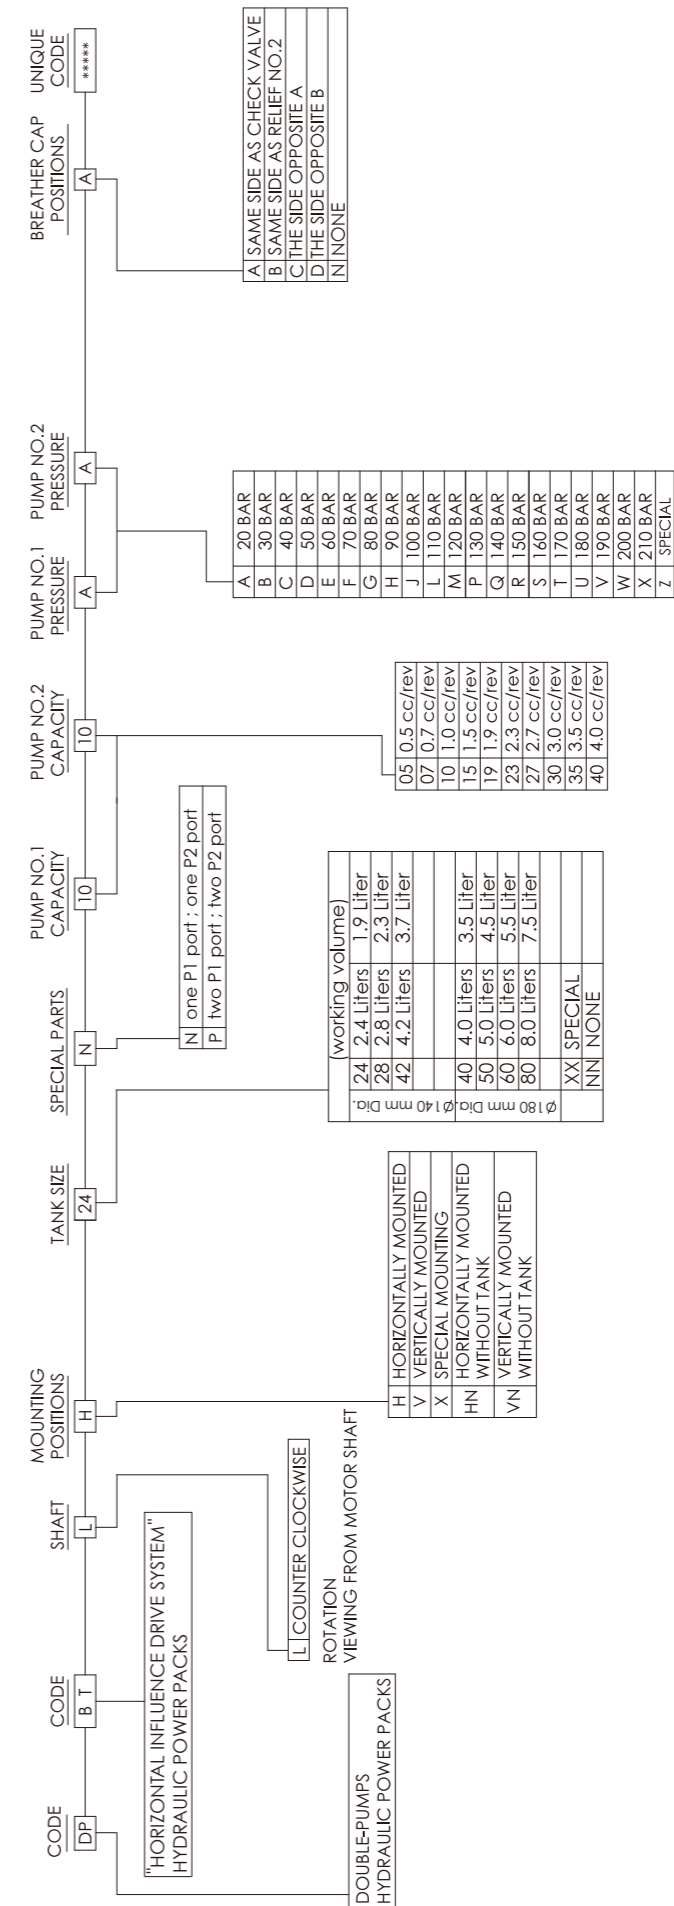 CODE
DP
DOUBLE-PUMPS
HYDRAULIC POWER PACKS
CODE
B T
"HORIZONTAL INFLUENCE DRIVE SYSTEM"
HYDRAULIC POWER PACKS
SHAFT
L
L COUNTER CLOCKWISE
ROTATION
VIEWING FROM MOTOR SHAFT
MOUNTING
POSITIONS
H
H HORIZONTALLY MOUNTED
V VERTICALLY MOUNTED
X SPECIAL MOUNTING
HN HORIZONTALLY MOUNTED
WITHOUT TANK
VN VERTICALLY MOUNTED
WITHOUT TANK
TANK SIZE
24
(working volume)
Ø140 mm Dia.
24 2.4 Liters 1.9 Liter
28 2.8 Liters 2.3 Liter
42 4.2 Liters 3.7 Liter
Ø180 mm Dia.
40 4.0 Liters 3.5 Liter
50 5.0 Liters 4.5 Liter
60 6.0 Liters 5.5 Liter
80 8.0 Liters 7.5 Liter
XX SPECIAL
NN NONE
SPECIAL PARTS
N
N one P1 port ; one P2 port
P two P1 port ; two P2 port
PUMP NO.1
CAPACITY
10
PUMP NO.2
CAPACITY
10
05 0.5 cc/rev
07 0.7 cc/rev
10 1.0 cc/rev
15 1.5 cc/rev
19 1.9 cc/rev
23 2.3 cc/rev
27 2.7 cc/rev
30 3.0 cc/rev
35 3.5 cc/rev
40 4.0 cc/rev
PUMP NO.1
PRESSURE
A
PUMP NO.2
PRESSURE
A
A 20 BAR
B 30 BAR
C 40 BAR
D 50 BAR
E 60 BAR
F 70 BAR
G 80 BAR
H 90 BAR
J 100 BAR
L 110 BAR
M 120 BAR
P 130 BAR
Q 140 BAR
R 150 BAR
S 160 BAR
T 170 BAR
U 180 BAR
V 190 BAR
W 200 BAR
X 210 BAR
Z SPECIAL
BREATHER CAP
POSITIONS
A
A SAME SIDE AS CHECK VALVE
B SAME SIDE AS RELIEF NO.2
C THE SIDE OPPOSITE A
D THE SIDE OPPOSITE B
N NONE
UNIQUE
CODE
*****